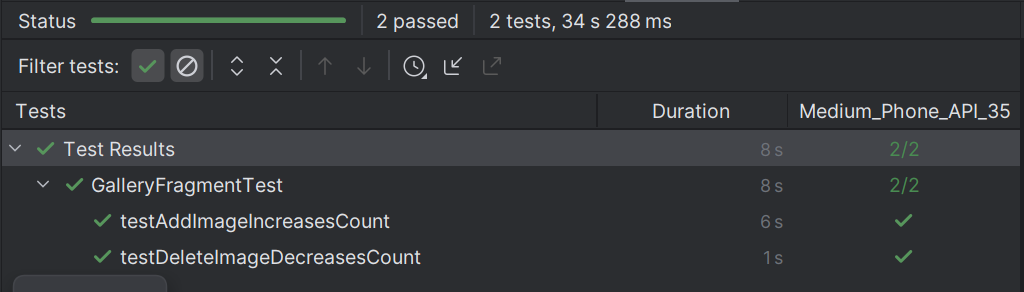 Status 2 passed 2 tests, 34 s 288 ms
Filter tests:
Tests Duration Medium_Phone_API_35
Test Results 8 s 2/2
GalleryFragmentTest 8 s 2/2
testAddImageIncreasesCount 6 s
testDeleteImageDecreasesCount 1 s